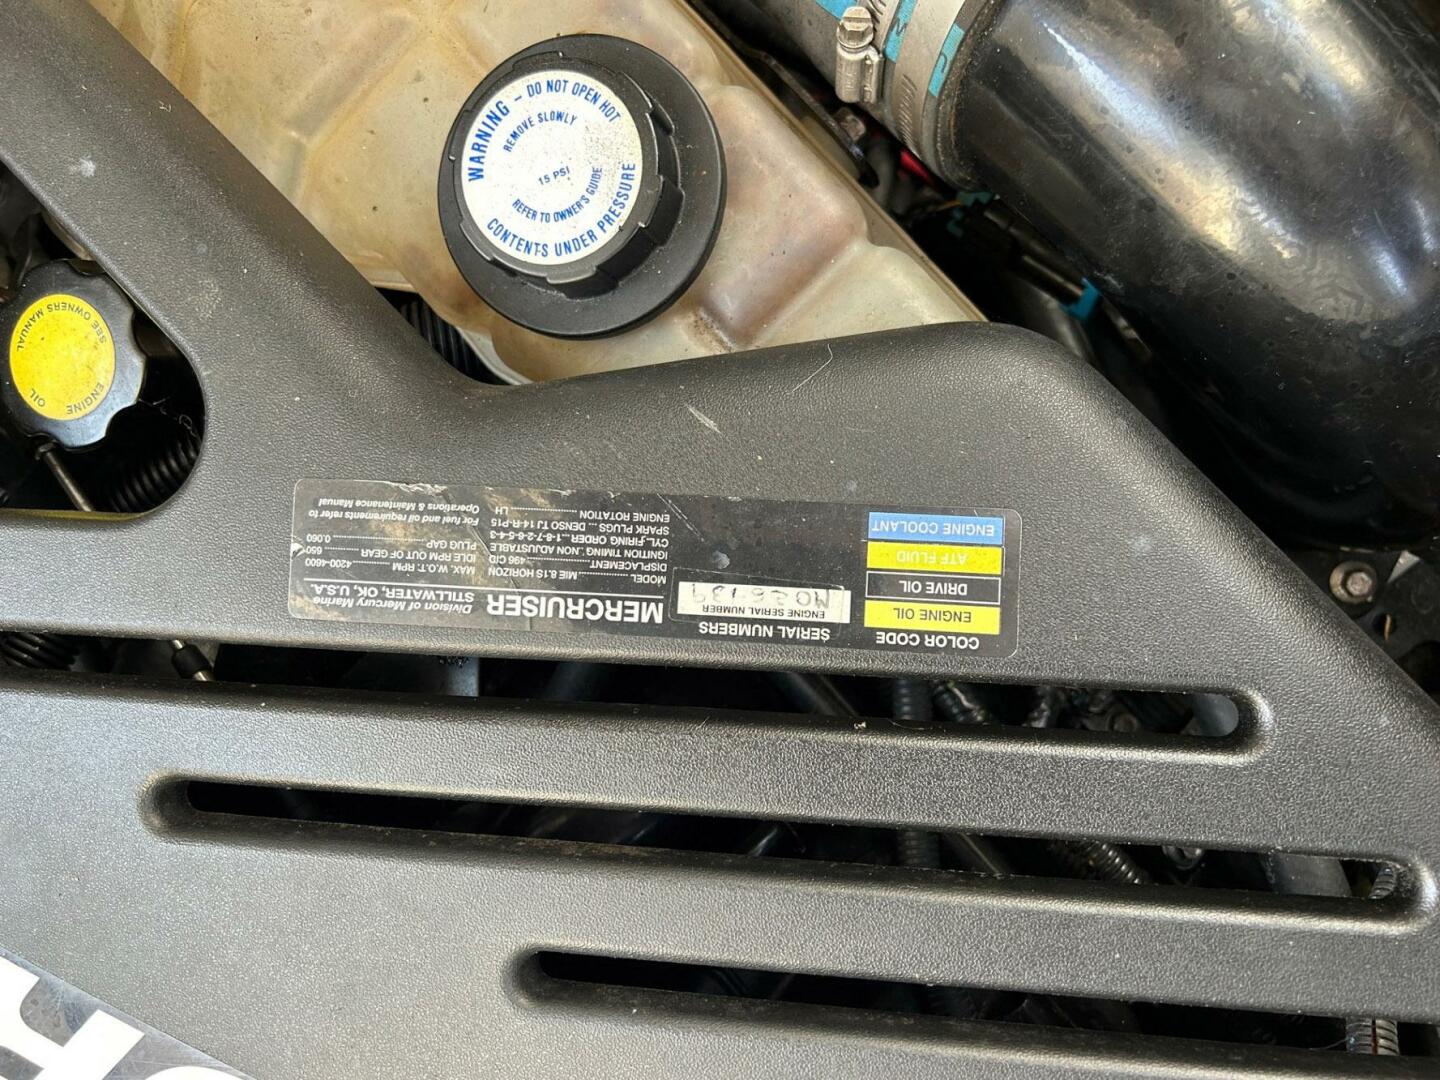 WARNING - DO NOT OPEN HOT
REMOVE SLOWLY
15 PSI
REFER TO OWNER'S GUIDE
CONTENTS UNDER PRESSURE
ENGINE OIL
SEE OWNERS MANUAL
COLOR CODE
ENGINE OIL
DRIVE OIL
ATF FLUID
ENGINE COOLANT
SERIAL NUMBERS
ENGINE SERIAL NUMBER
MERCRUISER
Division of Mercury Marine
STILLWATER, OK, U.S.A.
MODEL ................ MIE 8.1S HORIZON
DISPLACEMENT ................ 496 CID
IGNITION TIMING .. NON ADJUSTABLE
CYL. FIRING ORDER ... 1-8-7-2-6-5-4-3
SPARK PLUGS ... DENSO TJ 14-R-P15
ENGINE ROTATION ................ LH
MAX. W.O.T. RPM ................ 4200-4600
IDLE RPM OUT OF GEAR ................ 650
PLUG GAP ................ 0.060
For fuel and oil requirements refer to
Operations & Maintenance Manual